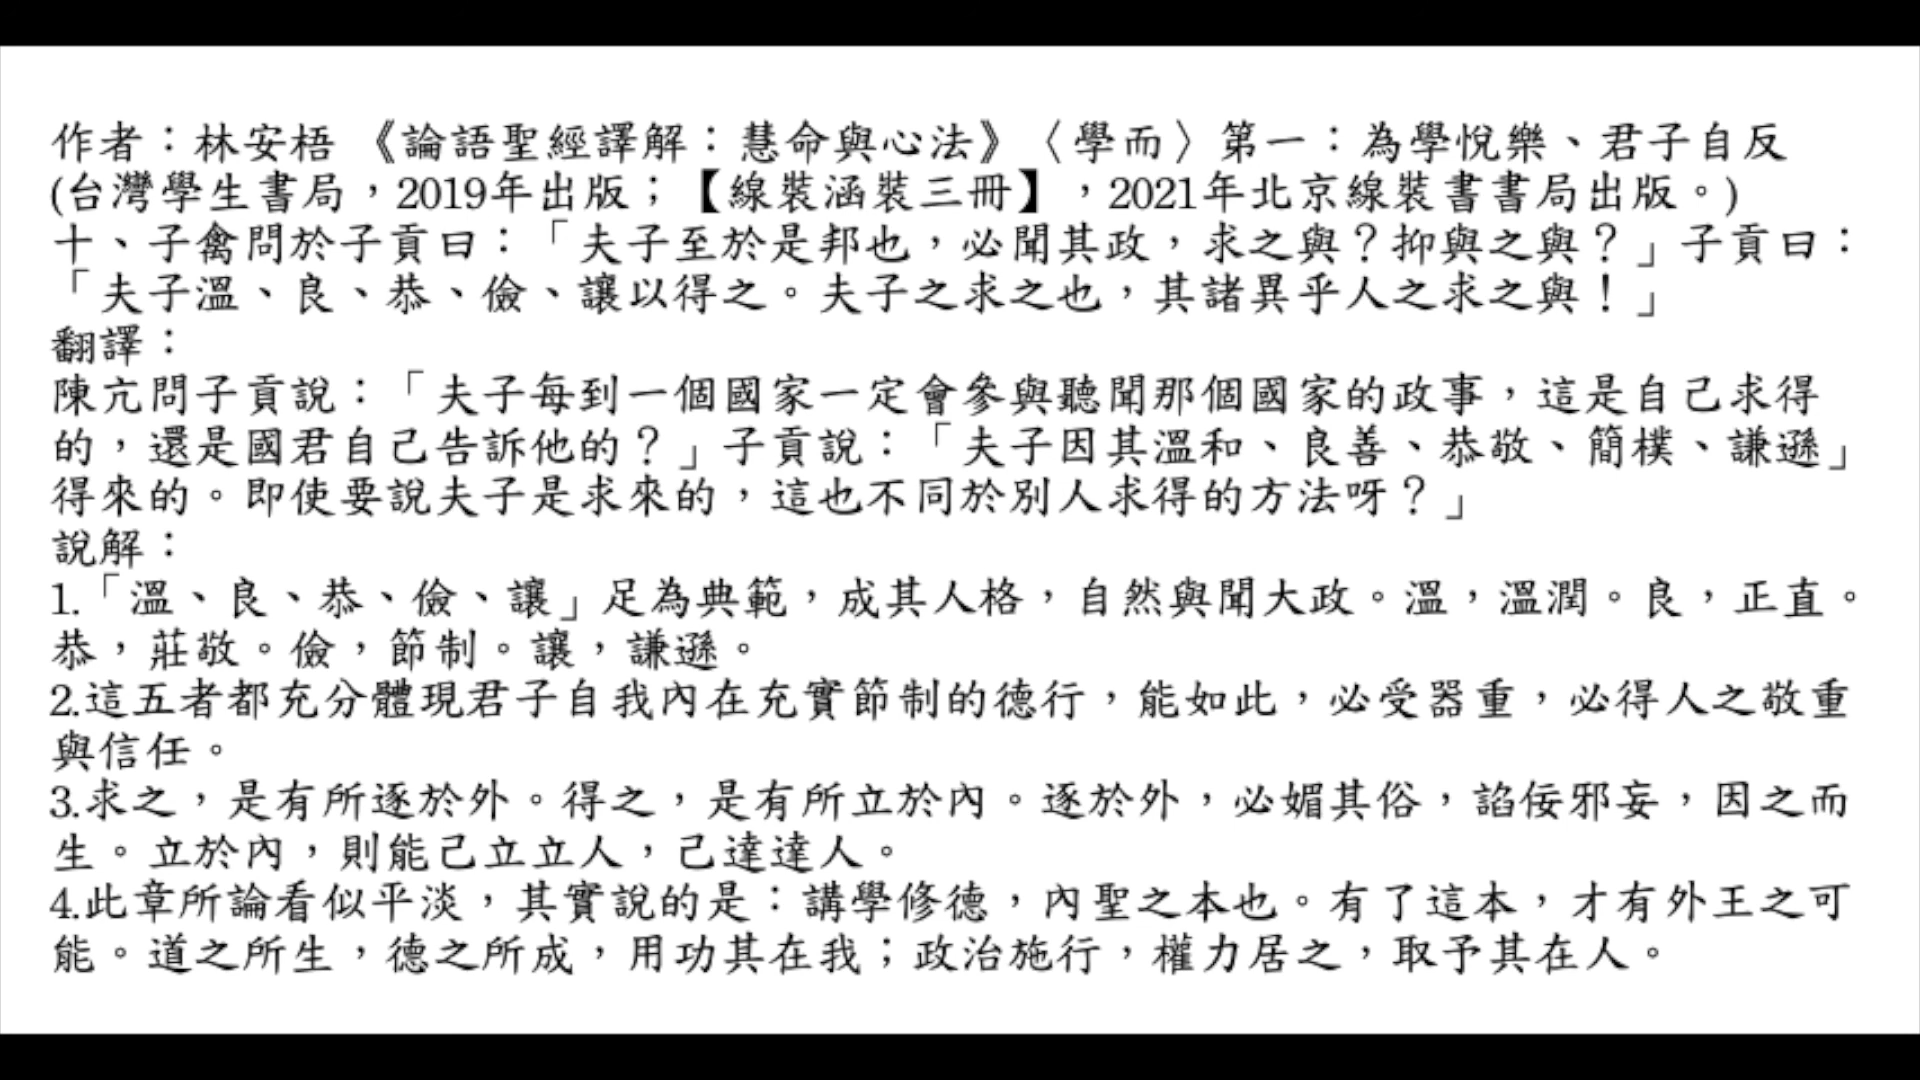 作者：林安梧 《論語聖經譯解：慧命與心法》〈學而〉第一：為學悅樂、君子自反
(台灣學生書局，2019年出版；【線裝涵裝三冊】，2021年北京線裝書書局出版。)
十、子禽問於子貢曰：「夫子至於是邦也，必聞其政，求之與？抑與之與？」子貢曰：
「夫子溫、良、恭、儉、讓以得之。夫子之求之也，其諸異乎人之求之與！」
翻譯：
陳亢問子貢說：「夫子每到一個國家一定會參與聽聞那個國家的政事，這是自己求得
的，還是國君自己告訴他的？」子貢說：「夫子因其溫和、良善、恭敬、簡樸、謙遜」
得來的。即使要說夫子是求來的，這也不同於別人求得的方法呀？」
說解：
1.「溫、良、恭、儉、讓」足為典範，成其人格，自然與聞大政。溫，溫潤。良，正直。
恭，莊敬。儉，節制。讓，謙遜。
2.這五者都充分體現君子自我內在充實節制的德行，能如此，必受器重，必得人之敬重
與信任。
3.求之，是有所逐於外。得之，是有所立於內。逐於外，必媚其俗，諂佞邪妄，因之而
生。立於內，則能己立立人，己達達人。
4.此章所論看似平淡，其實說的是：講學修德，內聖之本也。有了這本，才有外王之可
能。道之所生，德之所成，用功其在我；政治施行，權力居之，取予其在人。